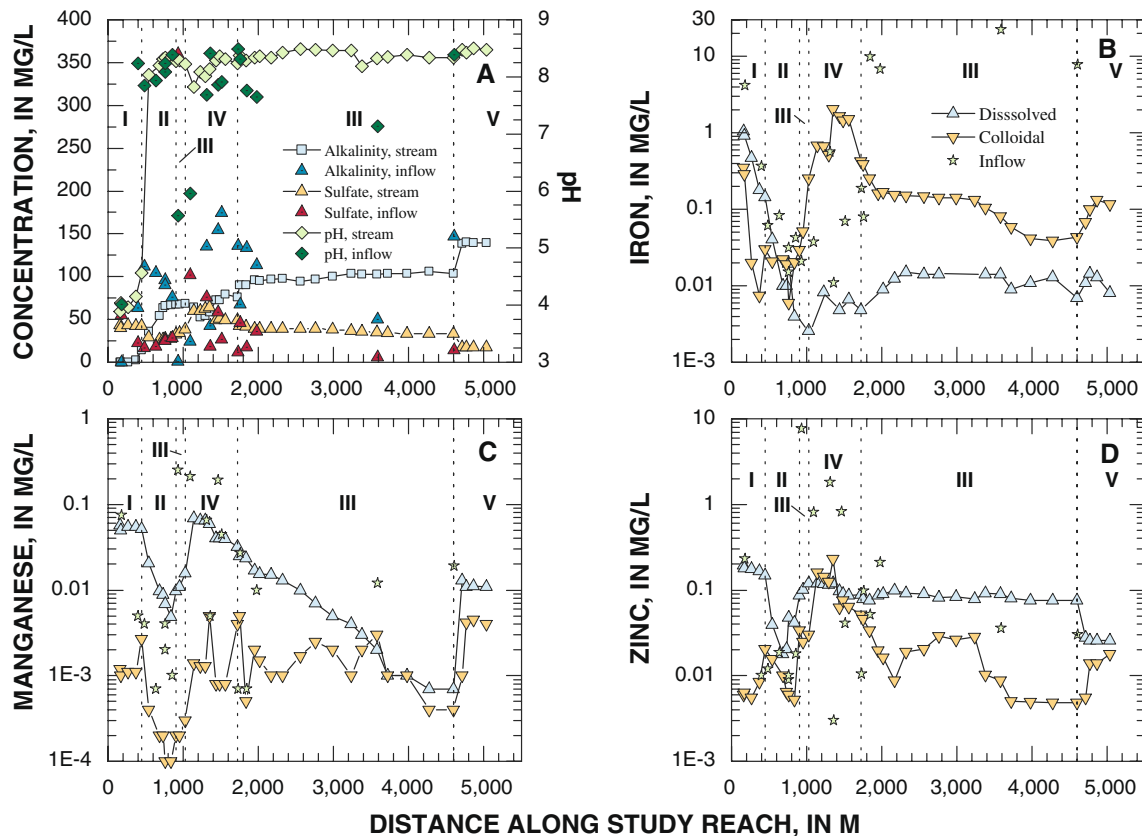 400
350
300
250
200
150
100
50
0
CONCENTRATION, IN MG/L
9
8
7
6
5
4
3
pH
A
I
II
III
IV
III
V
Alkalinity, stream
Alkalinity, inflow
Sulfate, stream
Sulfate, inflow
pH, stream
pH, inflow
0 1,000 2,000 3,000 4,000 5,000
30
10
1
0.1
0.01
1E-3
IRON, IN MG/L
B
I
II
III
IV
III
V
Disssolved
Colloidal
Inflow
0 1,000 2,000 3,000 4,000 5,000
1
0.1
0.01
1E-3
1E-4
MANGANESE, IN MG/L
C
III
I
II
IV
III
V
0 1,000 2,000 3,000 4,000 5,000
10
1
0.1
0.01
1E-3
ZINC, IN MG/L
D
IV
I
II
III
III
V
0 1,000 2,000 3,000 4,000 5,000
DISTANCE ALONG STUDY REACH, IN M